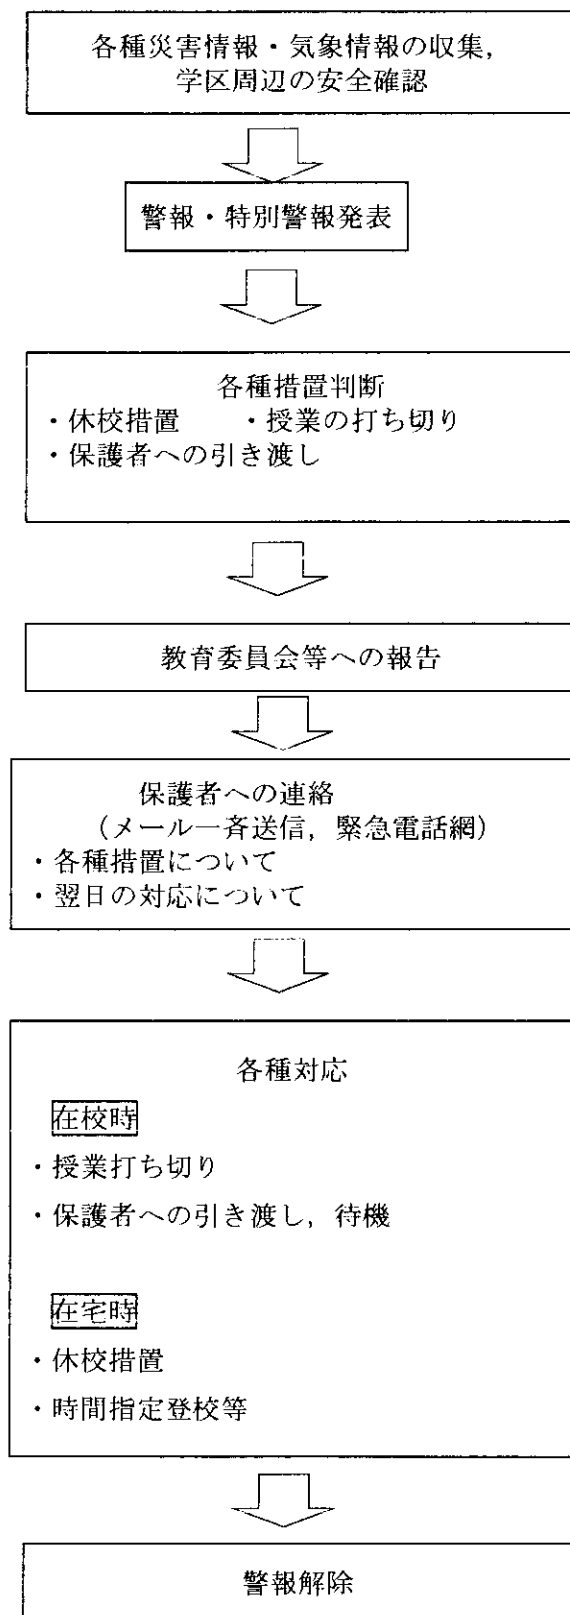 各種災害情報・気象情報の収集，
学区周辺の安全確認
警報・特別警報発表
各種措置判断
・休校措置　　・授業の打ち切り
・保護者への引き渡し
教育委員会等への報告
保護者への連絡
（メール一斉送信，緊急電話網）
・各種措置について
・翌日の対応について
各種対応
在校時
・授業打ち切り
・保護者への引き渡し，待機
在宅時
・休校措置
・時間指定登校等
警報解除